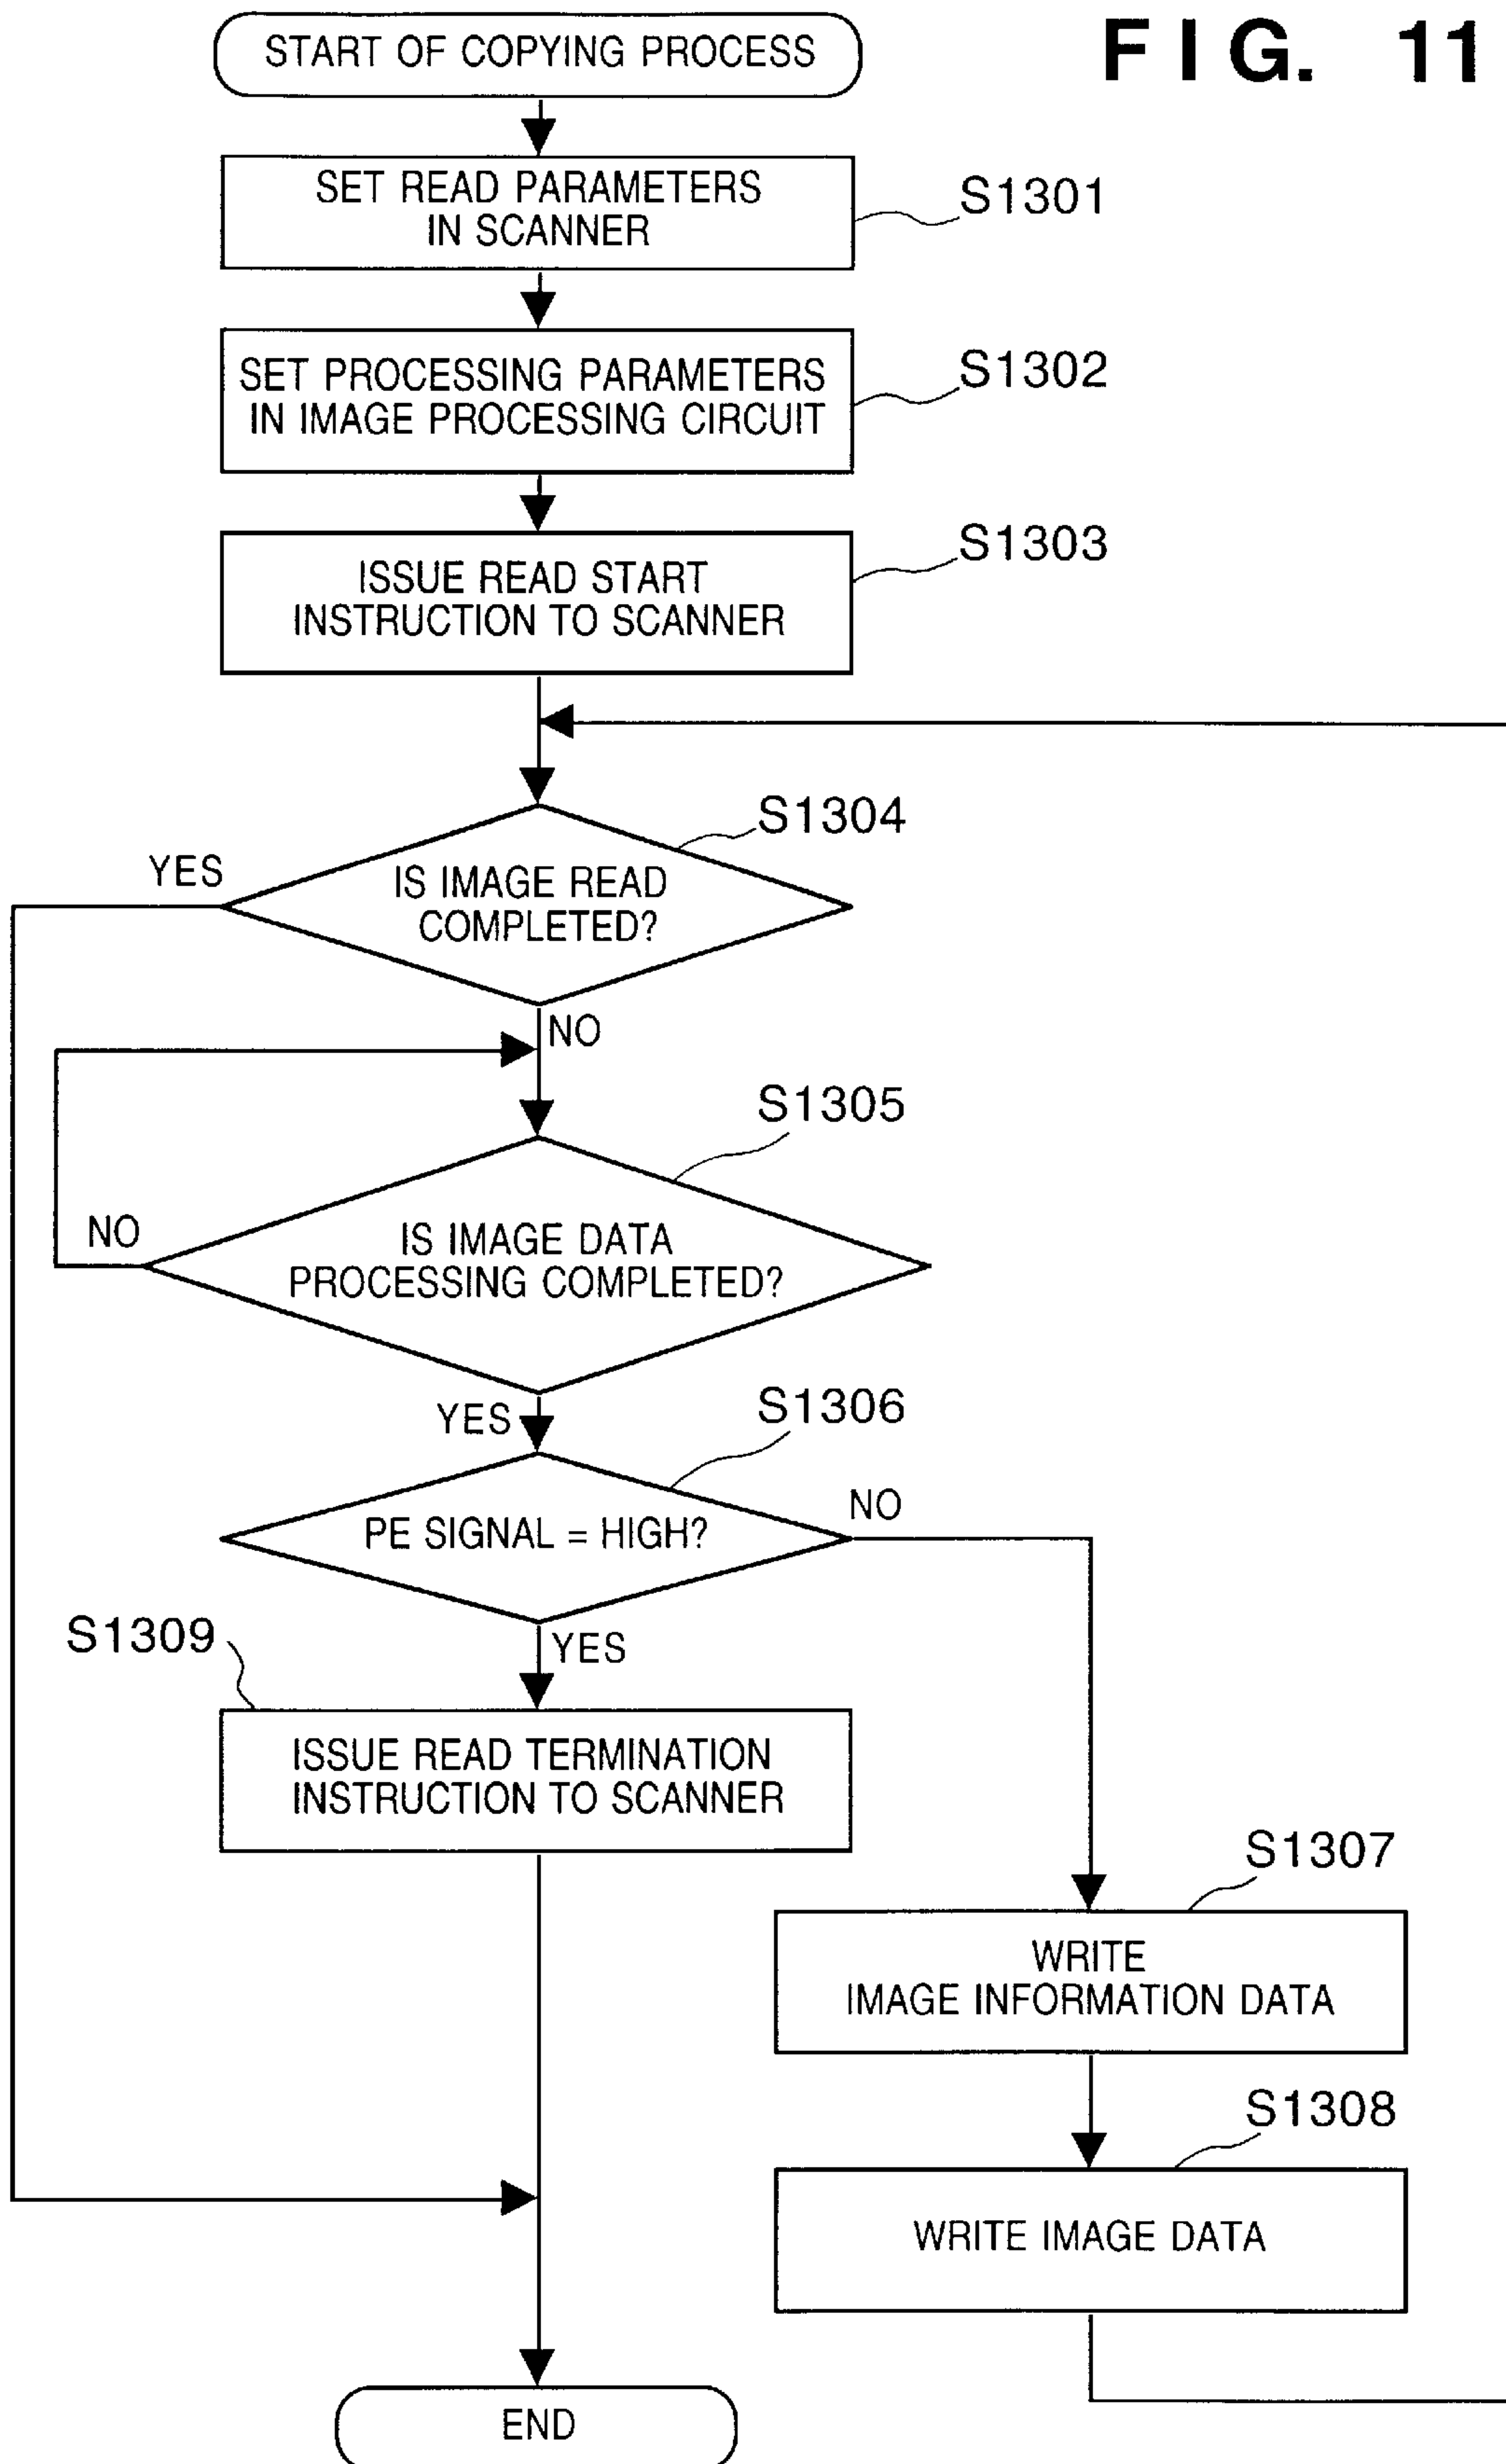 FIG. 11
START OF COPYING PROCESS
SET READ PARAMETERS
IN SCANNER
S1301
SET PROCESSING PARAMETERS
IN IMAGE PROCESSING CIRCUIT
S1302
ISSUE READ START
INSTRUCTION TO SCANNER
S1303
S1304
YES
IS IMAGE READ
COMPLETED?
NO
S1305
NO
IS IMAGE DATA
PROCESSING COMPLETED?
YES
S1306
NO
PE SIGNAL = HIGH?
S1309
YES
ISSUE READ TERMINATION
INSTRUCTION TO SCANNER
S1307
WRITE
IMAGE INFORMATION DATA
S1308
WRITE IMAGE DATA
END